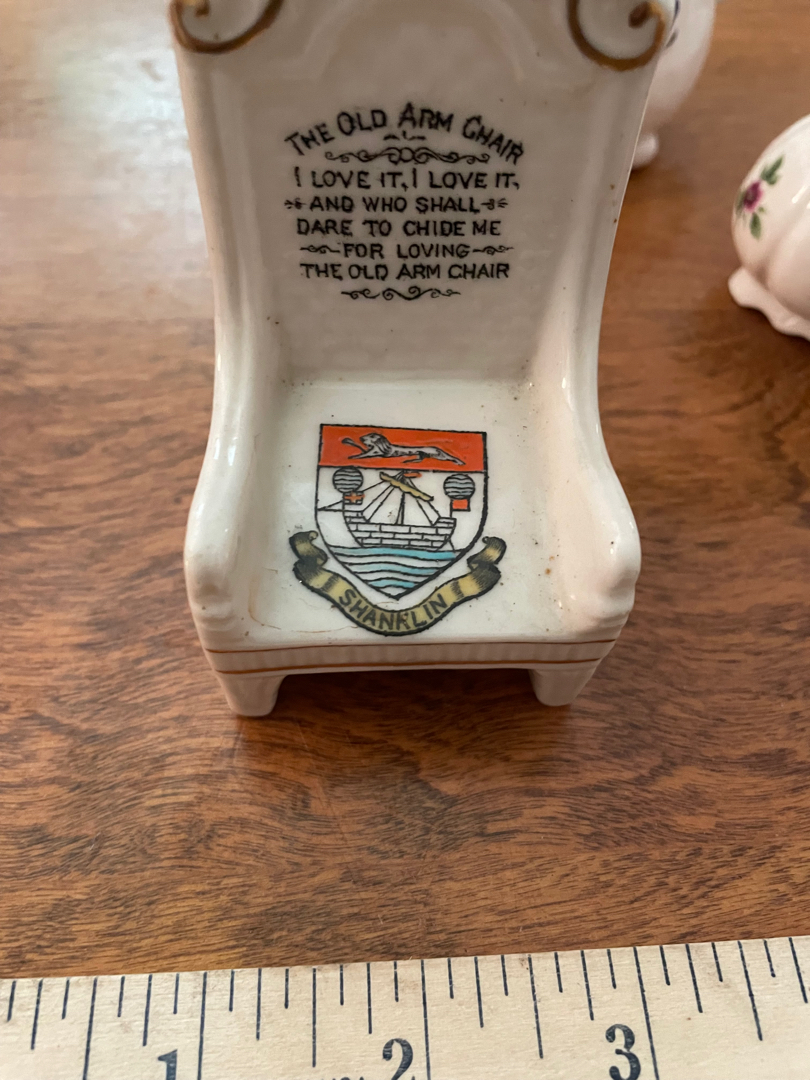 THE OLD ARM CHAIR
I LOVE IT, I LOVE IT,
AND WHO SHALL
DARE TO CHIDE ME
FOR LOVING
THE OLD ARM CHAIR
SHANKLIN
1 2 3